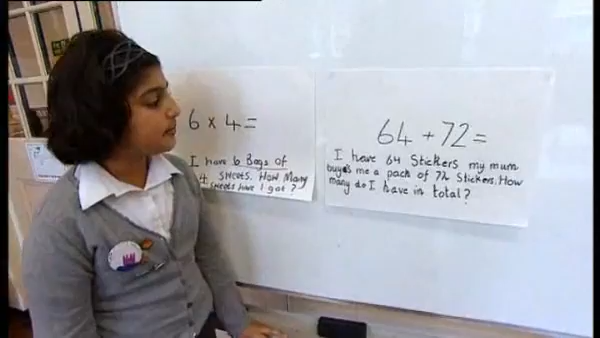 6 x 4 =
I have 6 Bags of
4 sweets. How Many
sweets have I got?
64 + 72 =
I have 64 Stickers my mum
buys me a pack of 72 Stickers. How
many do I have in total?